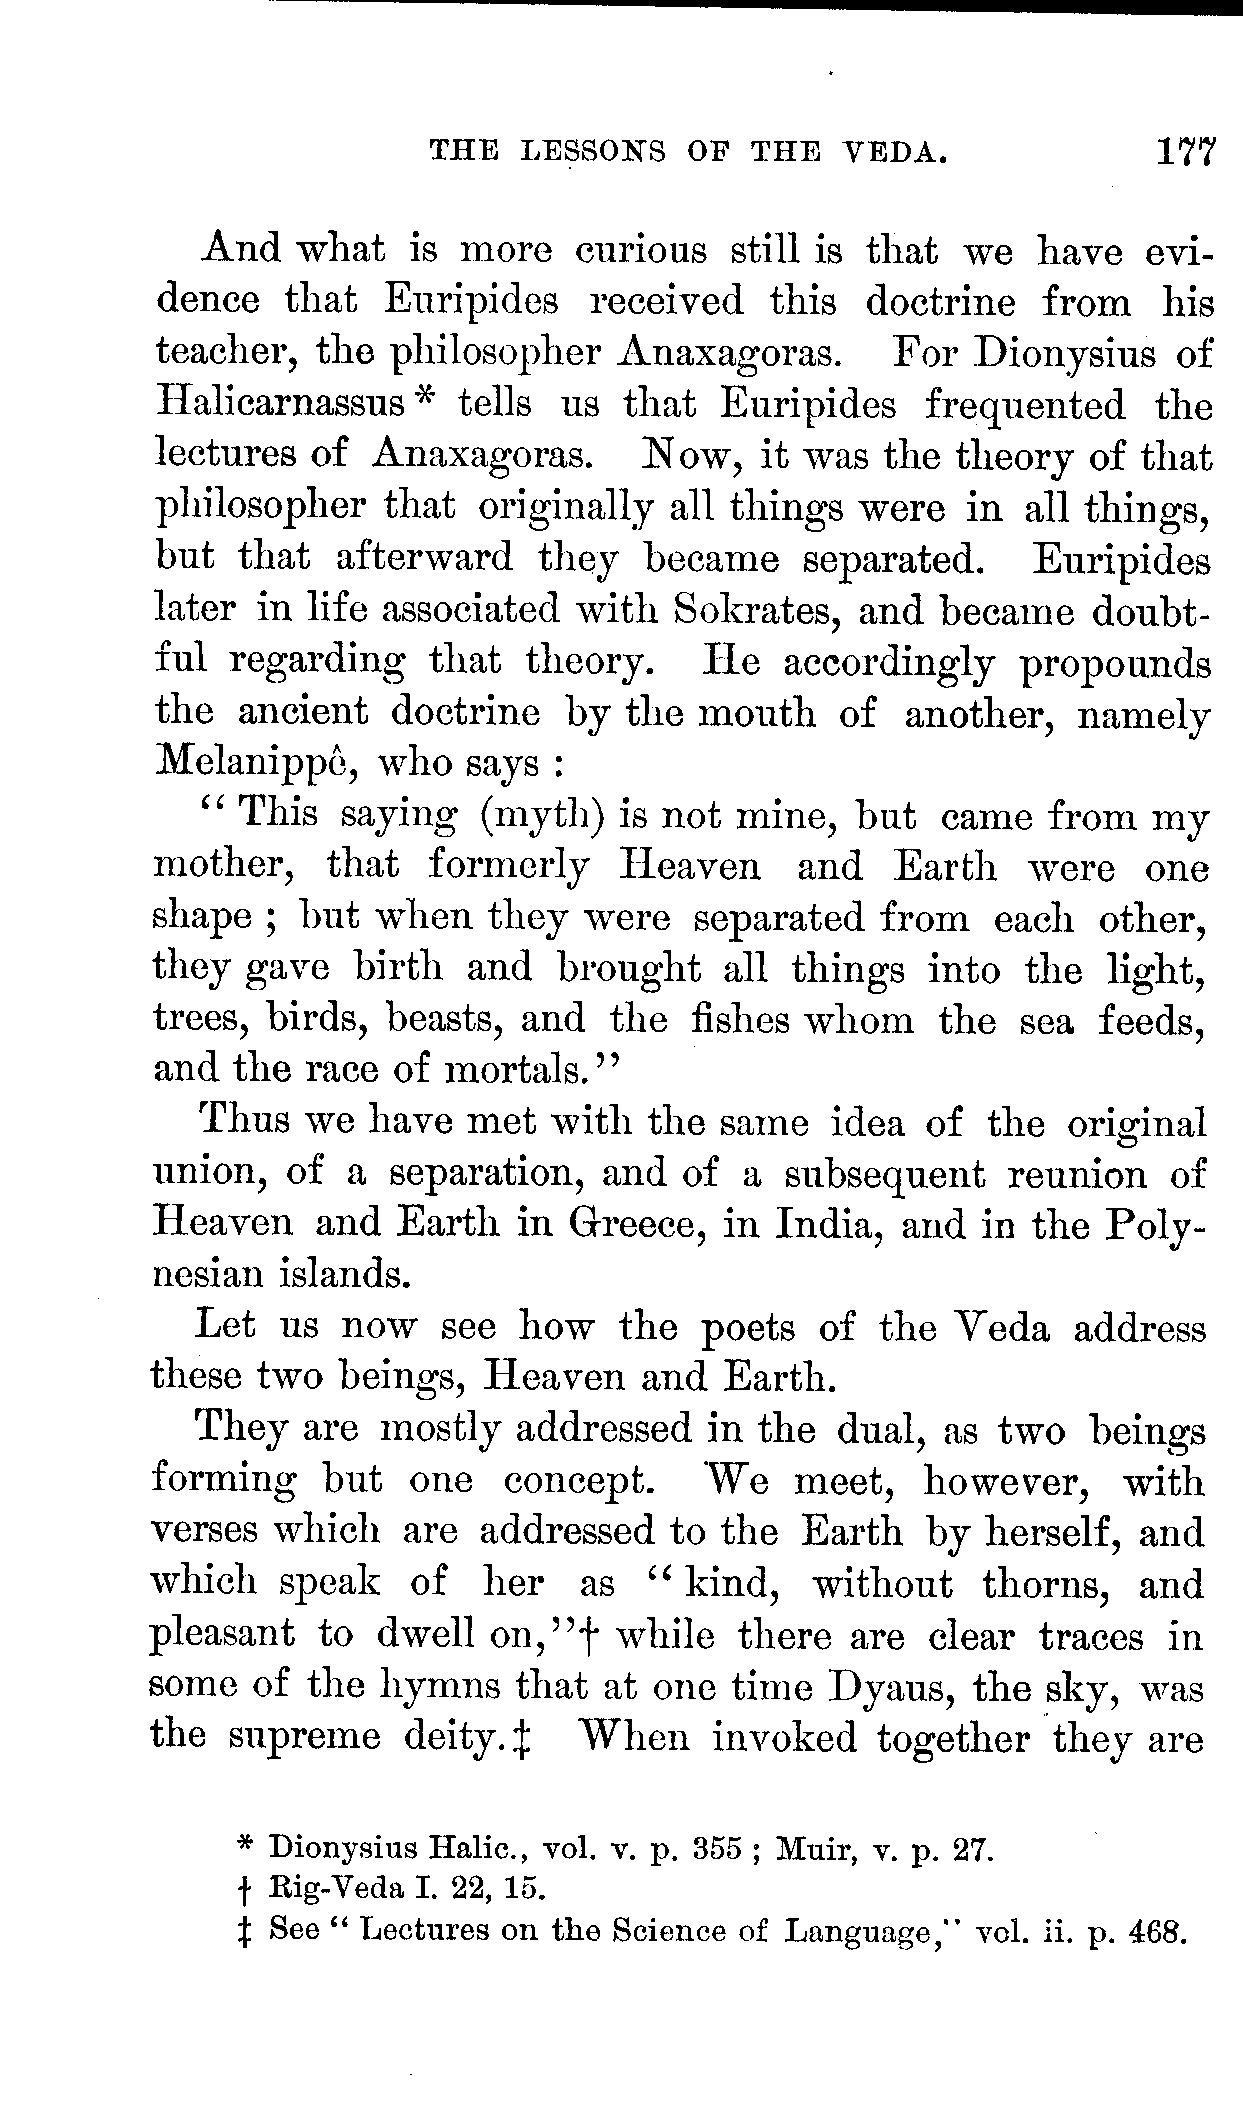 THE LESSONS OF THE VEDA. 177
And what is more curious still is that we have evi-
dence that Euripides received this doctrine from his
teacher, the philosopher Anaxagoras. For Dionysius of
Halicarnassus * tells us that Euripides frequented the
lectures of Anaxagoras. Now, it was the theory of that
philosopher that originally all things were in all things,
but that afterward they became separated. Euripides
later in life associated with Sokrates, and became doubt-
ful regarding that theory. He accordingly propounds
the ancient doctrine by the mouth of another, namely
Melanippê, who says :
“ This saying (myth) is not mine, but came from my
mother, that formerly Heaven and Earth were one
shape ; but when they were separated from each other,
they gave birth and brought all things into the light,
trees, birds, beasts, and the fishes whom the sea feeds,
and the race of mortals.”
Thus we have met with the same idea of the original
union, of a separation, and of a subsequent reunion of
Heaven and Earth in Greece, in India, and in the Poly-
nesian islands.
Let us now see how the poets of the Veda address
these two beings, Heaven and Earth.
They are mostly addressed in the dual, as two beings
forming but one concept. We meet, however, with
verses which are addressed to the Earth by herself, and
which speak of her as “ kind, without thorns, and
pleasant to dwell on,”† while there are clear traces in
some of the hymns that at one time Dyaus, the sky, was
the supreme deity.‡ When invoked together they are
* Dionysius Halic., vol. v. p. 355 ; Muir, v. p. 27.
† Rig-Veda I. 22, 15.
‡ See “ Lectures on the Science of Language,” vol. ii. p. 468.